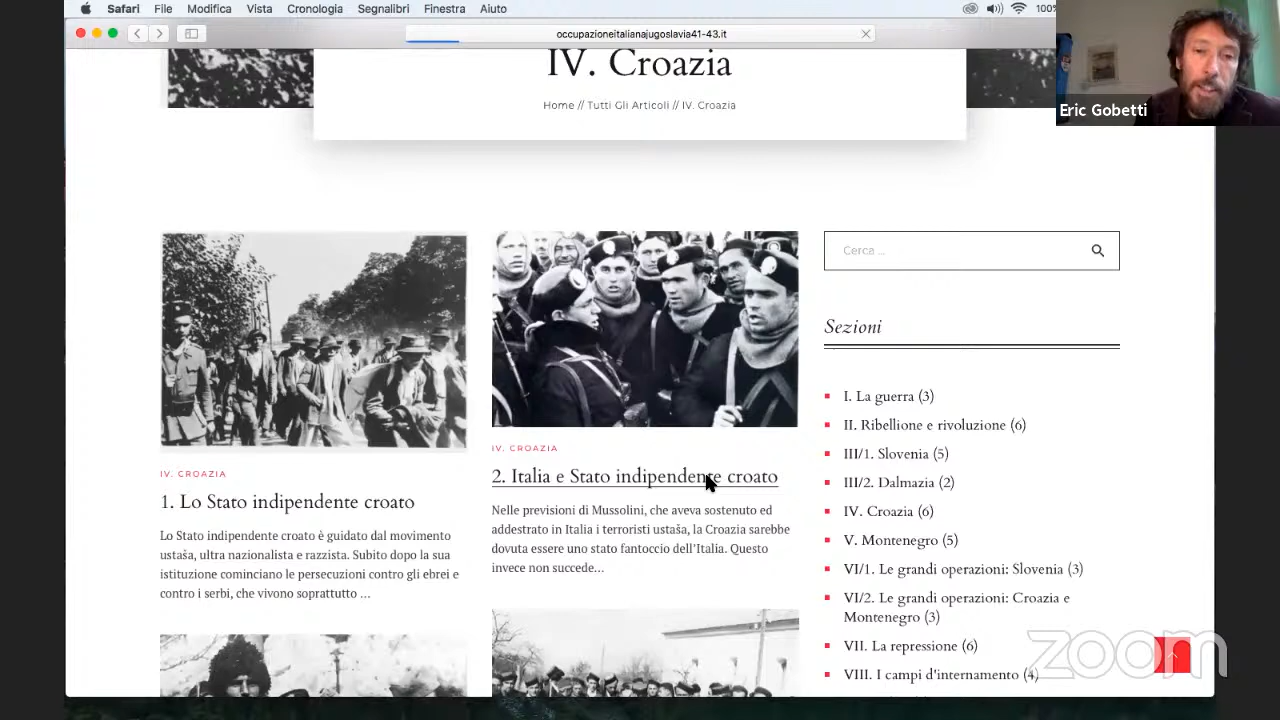 Safari File Modifica Vista Cronologia Segnalibri Finestra Aiuto 100%
occupazioneitalianajugoslavia41-43.it
Eric Gobetti
IV. Croazia
Home // Tutti Gli Articoli // IV. Croazia
IV. CROAZIA
1. Lo Stato indipendente croato
Lo Stato indipendente croato è guidato dal movimento
ustaša, ultra nazionalista e razzista. Subito dopo la sua
istituzione cominciano le persecuzioni contro gli ebrei e
contro i serbi, che vivono soprattutto ...
IV. CROAZIA
2. Italia e Stato indipendente croato
Nelle previsioni di Mussolini, che aveva sostenuto ed
addestrato in Italia i terroristi ustaša, la Croazia sarebbe
dovuta essere uno stato fantoccio dell'Italia. Questo
invece non succede...
Cerca ...
Sezioni
I. La guerra (3)
II. Ribellione e rivoluzione (6)
III/1. Slovenia (5)
III/2. Dalmazia (2)
IV. Croazia (6)
V. Montenegro (5)
VI/1. Le grandi operazioni: Slovenia (3)
VI/2. Le grandi operazioni: Croazia e
Montenegro (3)
VII. La repressione (6)
VIII. I campi d'internamento (4)
zoom